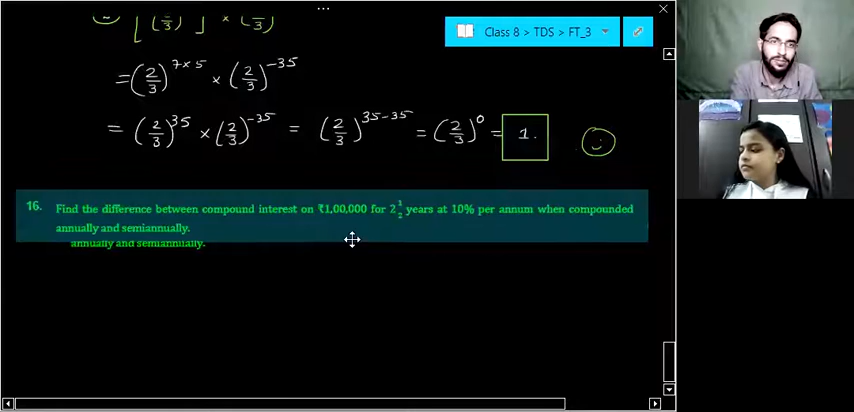 Class 8 > TDS > FT_3
= (2/3)^{7×5} × (2/3)^{-35}
= (2/3)^{35} × (2/3)^{-35} = (2/3)^{35-35} = (2/3)^0 = 1.
16. Find the difference between compound interest on ₹1,00,000 for 2 1/2 years at 10% per annum when compounded
annually and semiannually.
annually and semiannually.